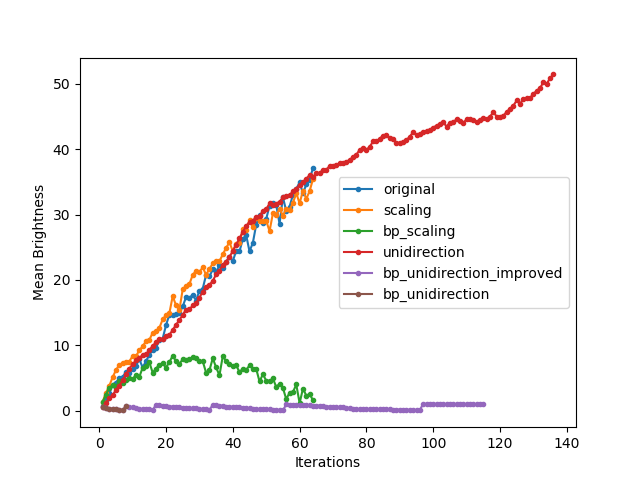 50
40
30
20
10
0
Mean Brightness
original
scaling
bp_scaling
unidirection
bp_unidirection_improved
bp_unidirection
0 20 40 60 80 100 120 140
Iterations